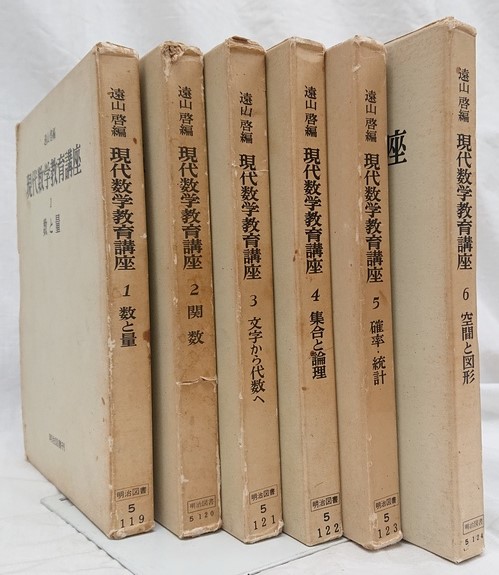 遠山啓編
現代数学教育講座
1
数と量
遠山啓編
現代数学教育講座
1 数と量
明治図書
5
119
遠山啓編
現代数学教育講座
2 関数
明治図書
5 120
遠山啓編
現代数学教育講座
3 文字から代数へ
明治図書
5
121
遠山啓編
現代数学教育講座
4 集合と論理
明治図書
5
122
遠山啓編
現代数学教育講座
5 確率・統計
明治図書
5
123
座
遠山啓編
現代数学教育講座
6 空間と図形
明治図書
5 124